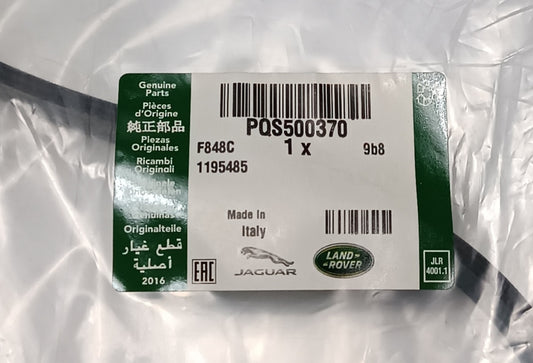 Genuine
Parts
Pièces
d'Origine
純正部品
Piezas
Originales
Ricambi
Originali
Originalteile
قطع غيار
أصلية
2016
PQS500370
1 x
9b8
F848C
1195485
Made In
Italy
EAC
JAGUAR
LAND
ROVER
JLR
4001.1